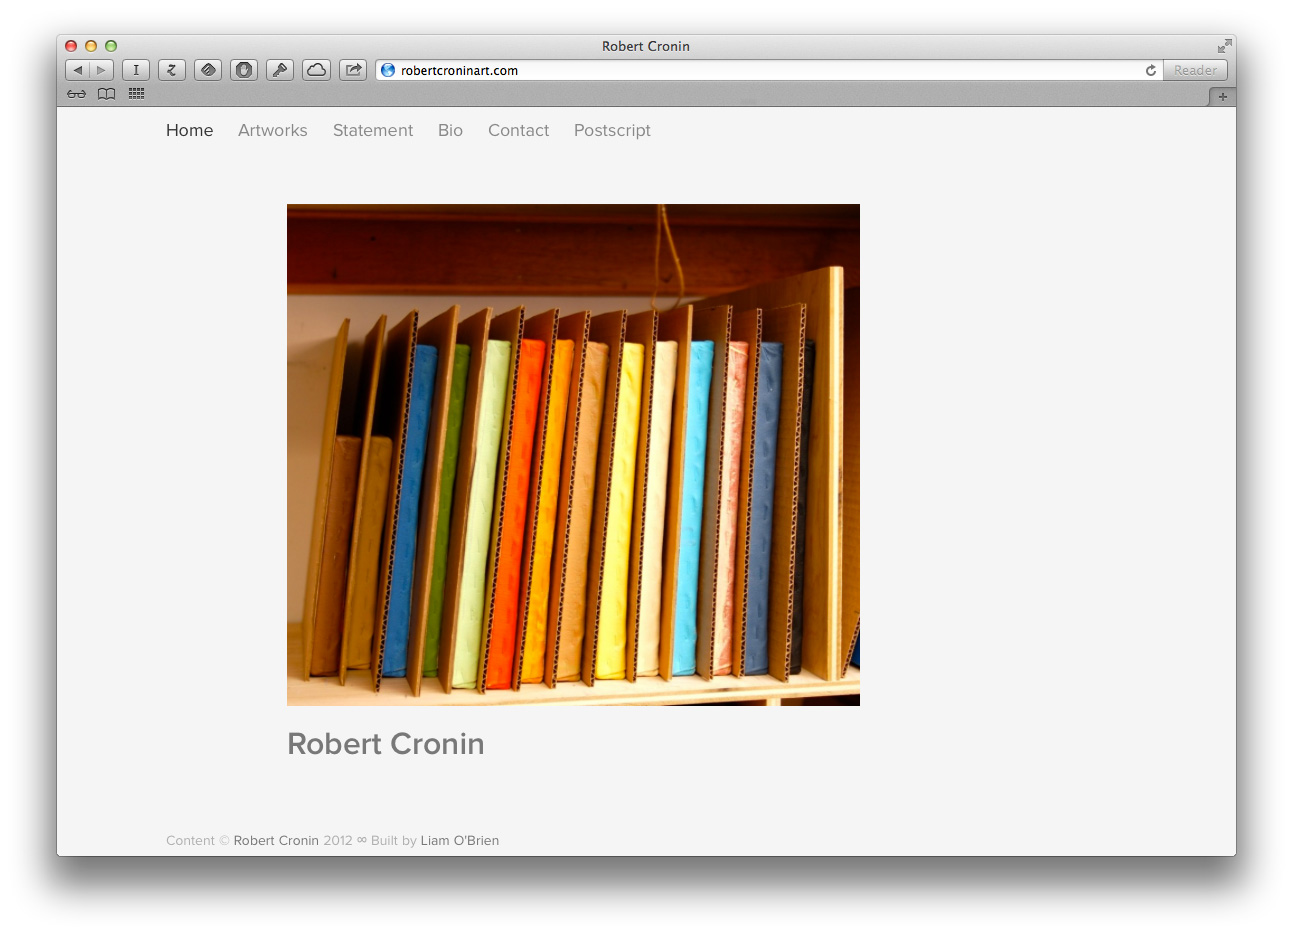 Robert Cronin
robertcroninart.com
Reader
Home Artworks Statement Bio Contact Postscript
Robert Cronin
Content © Robert Cronin 2012 ∞ Built by Liam O'Brien